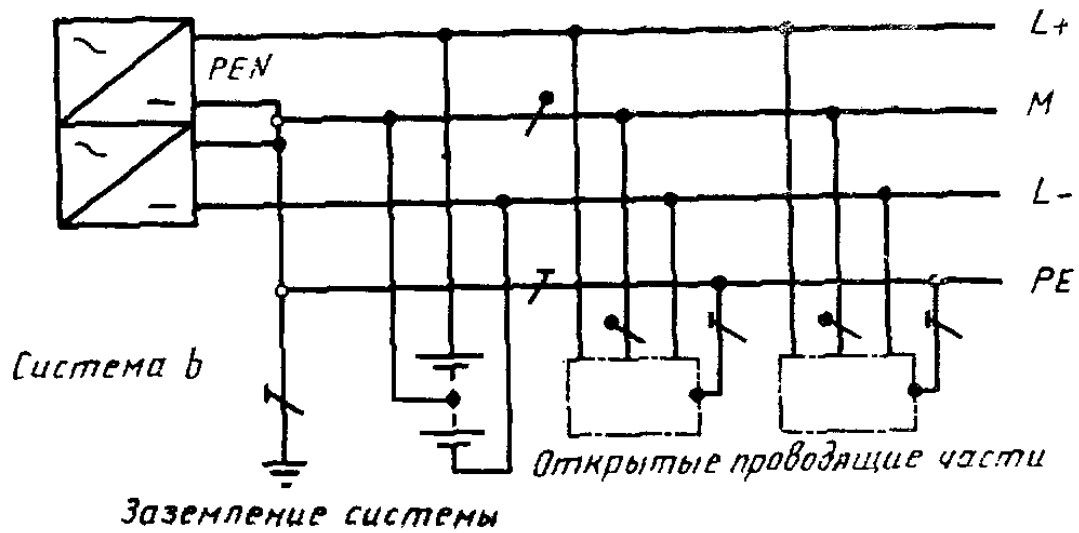 L+
PEN
M
L-
PE
Система b
Открытые проводящие части
Заземление системы